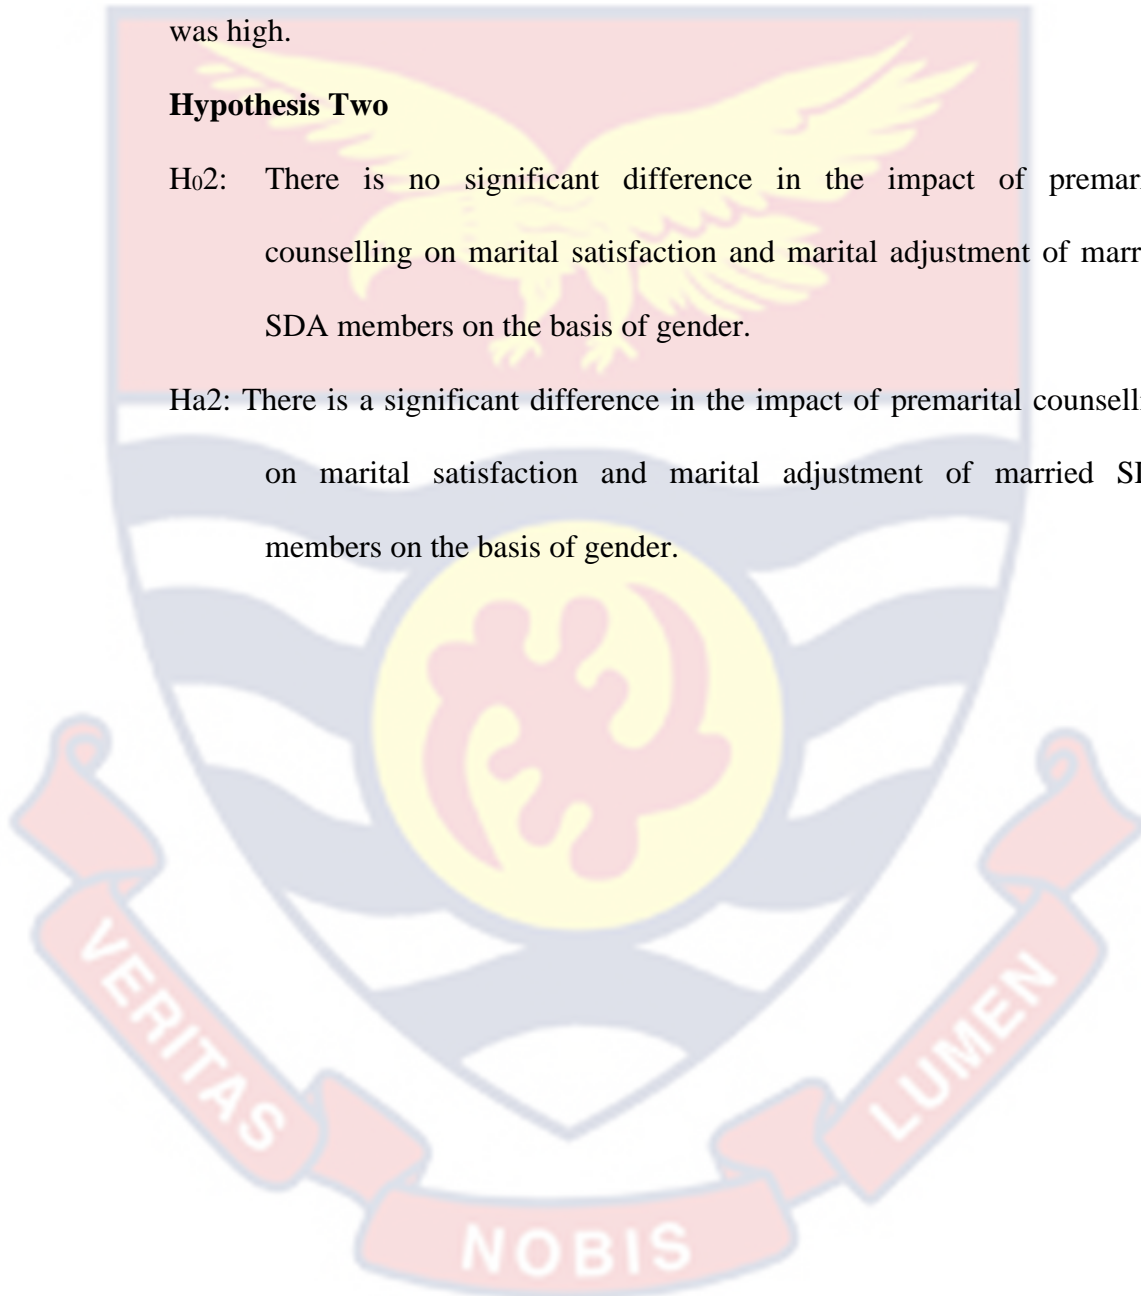 was high.
Hypothesis Two
H₀2: There is no significant difference in the impact of premari
counselling on marital satisfaction and marital adjustment of marr
SDA members on the basis of gender.
Ha2: There is a significant difference in the impact of premarital counselli
on marital satisfaction and marital adjustment of married
members on the basis of gender.
VERITAS
NOBIS
LUMEN